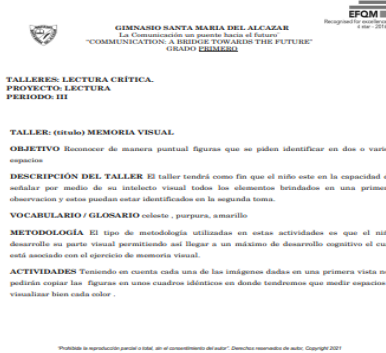 EFQM
Recognised for excellence
4 star - 2016
GIMNASIO SANTA MARIA DEL ALCAZAR
La Comunicación un puente hacia el futuro
"COMMUNICATION: A BRIDGE TOWARDS THE FUTURE"
GRADO PRIMERO
TALLERES: LECTURA CRÍTICA.
PROYECTO: LECTURA
PERIODO: III
TALLER: (titulo) MEMORIA VISUAL
OBJETIVO Reconocer de manera puntual figuras que se piden identificar en dos o vario
espacios
DESCRIPCIÓN DEL TALLER El taller tendrá como fin que el niño este en la capacidad d
señalar por medio de su intelecto visual todos los elementos brindados en una primer
observacion y estos puedan estar identificados en la segunda toma.
VOCABULARIO / GLOSARIO celeste , purpura, amarillo
METODOLOGÍA El tipo de metodología utilizadas en estas actividades es que el niñ
desarrolle su parte visual permitiendo así llegar a un máximo de desarrollo cognitivo el cu
está asociado con el ejercicio de memoria visual.
ACTIVIDADES Teniendo en cuenta cada una de las imágenes dadas en una primera vista no
pedirán copiar las figuras en unos cuadros idénticos en donde tendremos que medir espacios
visualizar bien cada color .
"Prohibida la reproducción parcial o total, sin el consentimiento del autor". Derechos reservados de autor; Copyright 2021